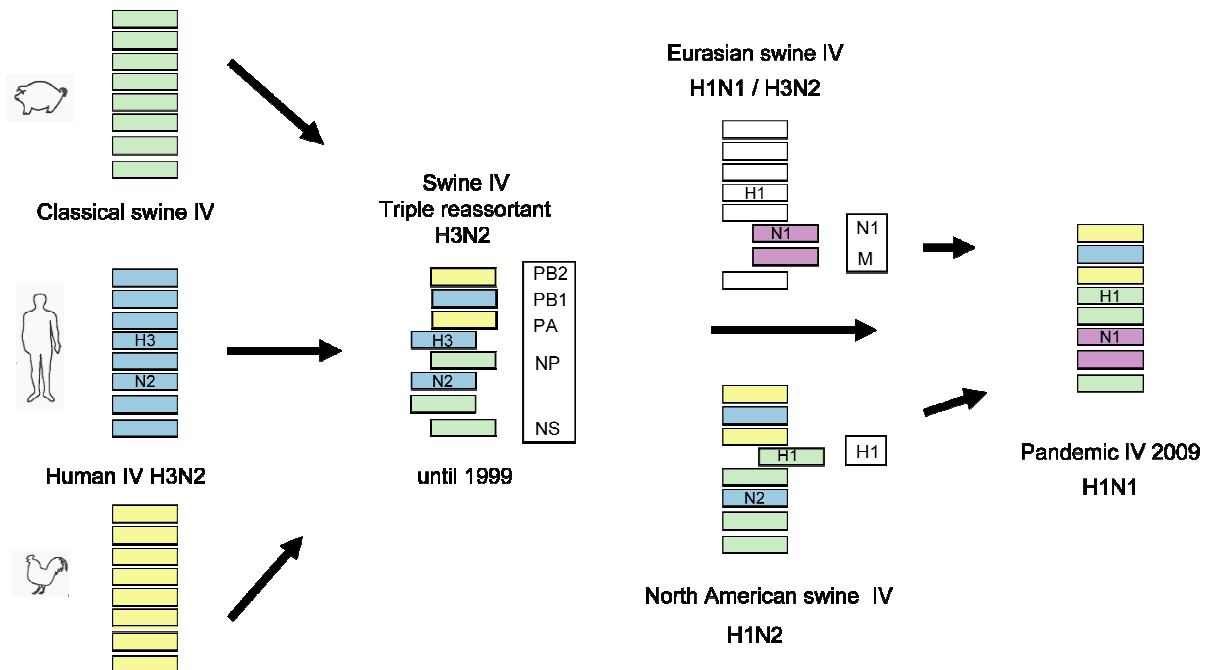 Classical swine IV
H3
N2
Human IV H3N2
Swine IV
Triple reassortant
H3N2
H3
N2
PB2
PB1
PA
NP
NS
until 1999
Eurasian swine IV
H1N1 / H3N2
H1
N1
N1
M
H1
H1
N2
North American swine IV
H1N2
H1
N1
Pandemic IV 2009
H1N1